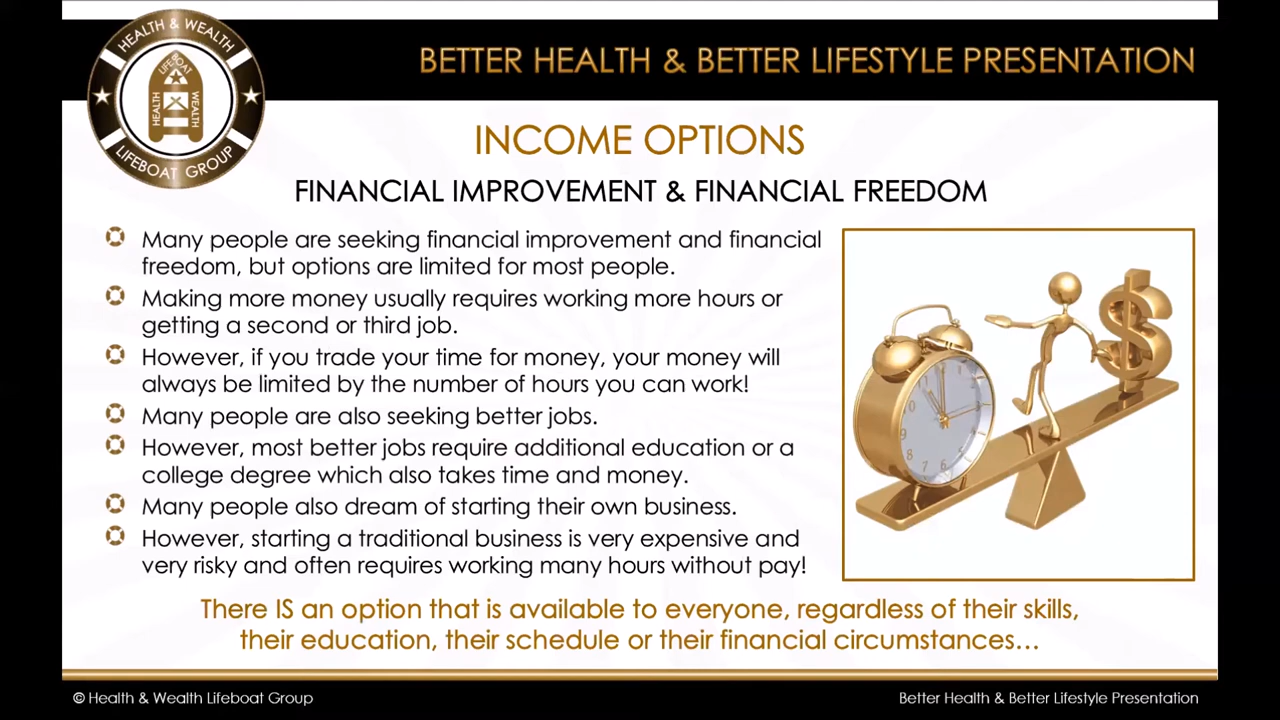 HEALTH & WEALTH
LIFEBOAT
HEALTH
WEALTH
LIFEBOAT GROUP
BETTER HEALTH & BETTER LIFESTYLE PRESENTATION
INCOME OPTIONS
FINANCIAL IMPROVEMENT & FINANCIAL FREEDOM
Many people are seeking financial improvement and financial
freedom, but options are limited for most people.
Making more money usually requires working more hours or
getting a second or third job.
However, if you trade your time for money, your money will
always be limited by the number of hours you can work!
Many people are also seeking better jobs.
However, most better jobs require additional education or a
college degree which also takes time and money.
Many people also dream of starting their own business.
However, starting a traditional business is very expensive and
very risky and often requires working many hours without pay!
$
There IS an option that is available to everyone, regardless of their skills,
their education, their schedule or their financial circumstances...
© Health & Wealth Lifeboat Group
Better Health & Better Lifestyle Presentation